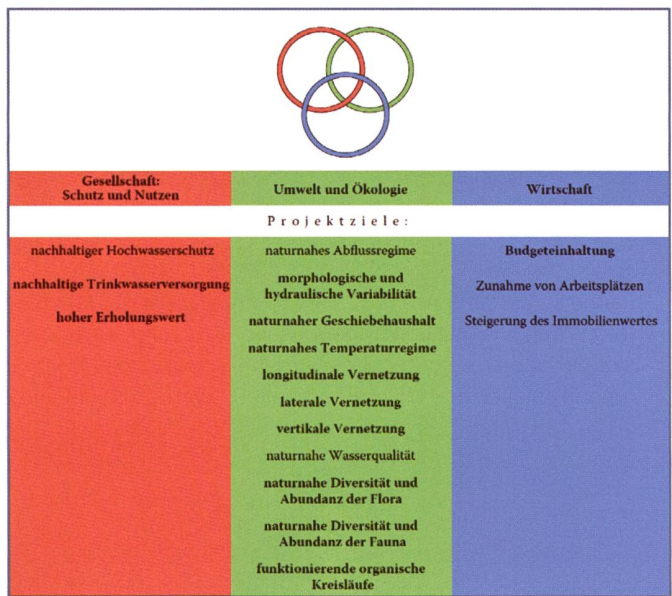 Gesellschaft:
Schutz und Nutzen
Umwelt und Ökologie
Wirtschaft
Projektziele:
nachhaltiger Hochwasserschutz
nachhaltige Trinkwasserversorgung
hoher Erholungswert
naturnahes Abflussregime
morphologische und
hydraulische Variabilität
naturnaher Geschiebehaushalt
naturnahes Temperaturregime
longitudinale Vernetzung
laterale Vernetzung
vertikale Vernetzung
naturnahe Wasserqualität
naturnahe Diversität und
Abundanz der Flora
naturnahe Diversität und
Abundanz der Fauna
funktionierende organische
Kreisläufe
Budgeteinhaltung
Zunahme von Arbeitsplätzen
Steigerung des Immobilienwertes